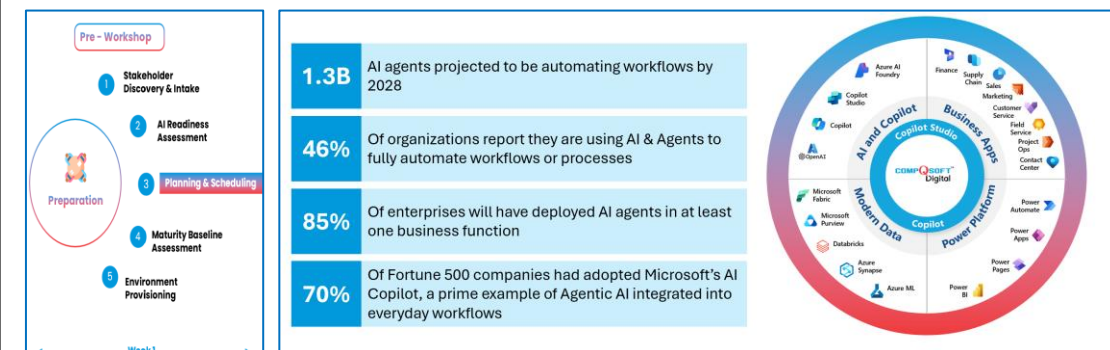 Pre - Workshop
1
Stakeholder
Discovery & Intake
2
AI Readiness
Assessment
3
Planning & Scheduling
Preparation
4
Maturity Baseline
Assessment
5
Environment
Provisioning
Week1
1.3B
AI agents projected to be automating workflows by
2028
46%
Of organizations report they are using AI & Agents to
fully automate workflows or processes
85%
Of enterprises will have deployed AI agents in at least
one business function
70%
Of Fortune 500 companies had adopted Microsoft's AI
Copilot, a prime example of Agentic AI integrated into
everyday workflows
Azure AI
Foundry
Copilot
Studio
Copilot
OpenAI
AI and Copilot
Finance
Supply
Chain
Sales
Marketing
Customer
Service
Field
Service
Project
Ops
Contact
Center
Business Apps
Copilot Studio
COMPQSOFT
Digital
Copilot
Modern Data
Microsoft
Fabric
Microsoft
Purview
Databricks
Azure
Synapse
Azure ML
Power Platform
Power
Automate
Power
Apps
Power
Pages
Power
BI